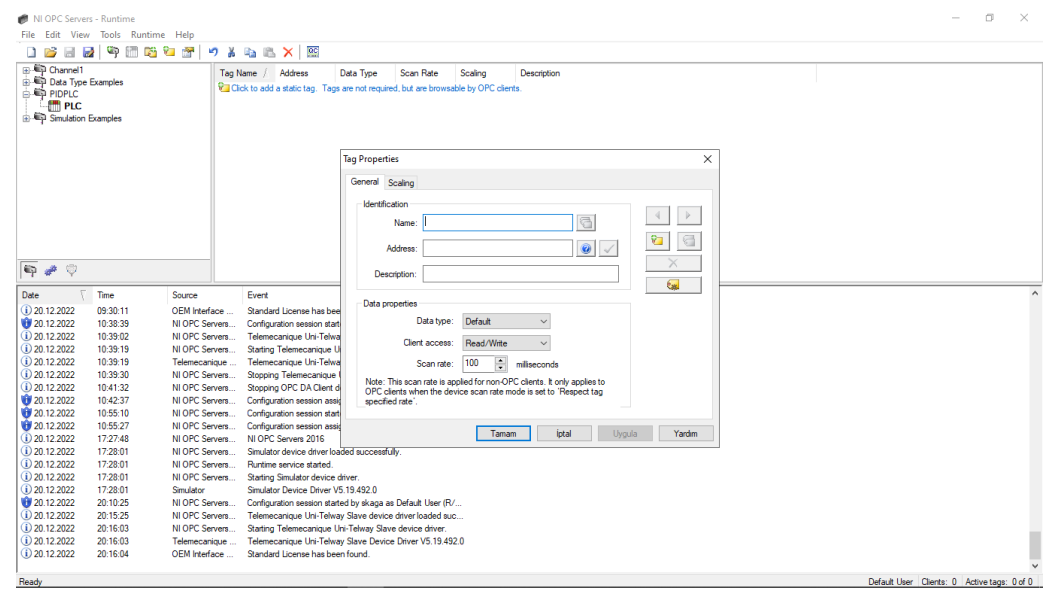 NI OPC Servers - Runtime
File Edit View Tools Runtime Help
Channel1
Data Type Examples
PIDPLC
PLC
Simulation Examples
Tag Name / Address Data Type Scan Rate Scaling Description
Click to add a static tag. Tags are not required, but are browsable by OPC clients.
Tag Properties
General Scaling
Identification
Name:
Address:
Description:
Data properties
Data type: Default
Client access: Read/Write
Scan rate: 100 milliseconds
Note: This scan rate is applied for non-OPC clients. It only applies to
OPC clients when the device scan rate mode is set to 'Respect tag
specified rate'.
Tamam İptal Uygula Yardım
Date Time Source Event
20.12.2022 09:30:11 OEM Interface ... Standard License has bee
20.12.2022 10:38:39 NI OPC Servers... Configuration session start
20.12.2022 10:39:02 NI OPC Servers... Telemecanique Uni-Telwa
20.12.2022 10:39:19 NI OPC Servers... Starting Telemecanique U
20.12.2022 10:39:19 Telemecanique ... Telemecanique Uni-Telwa
20.12.2022 10:39:30 NI OPC Servers... Stopping Telemecanique
20.12.2022 10:41:32 NI OPC Servers... Stopping OPC DA Client d
20.12.2022 10:42:37 NI OPC Servers... Configuration session assig
20.12.2022 10:55:10 NI OPC Servers... Configuration session start
20.12.2022 10:55:27 NI OPC Servers... Configuration session assig
20.12.2022 17:27:48 NI OPC Servers... NI OPC Servers 2016
20.12.2022 17:28:01 NI OPC Servers... Simulator device driver loaded successfully.
20.12.2022 17:28:01 NI OPC Servers... Runtime service started.
20.12.2022 17:28:01 NI OPC Servers... Starting Simulator device driver.
20.12.2022 17:28:01 Simulator Simulator Device Driver V5.19.492.0
20.12.2022 20:10:25 NI OPC Servers... Configuration session started by skaga as Default User (R/...
20.12.2022 20:15:25 NI OPC Servers... Telemecanique Uni-Telway Slave device driver loaded suc...
20.12.2022 20:16:03 NI OPC Servers... Starting Telemecanique Uni-Telway Slave device driver.
20.12.2022 20:16:03 Telemecanique ... Telemecanique Uni-Telway Slave Device Driver V5.19.492.0
20.12.2022 20:16:04 OEM Interface ... Standard License has been found.
Ready Default User Clients: 0 Active tags: 0 of 0